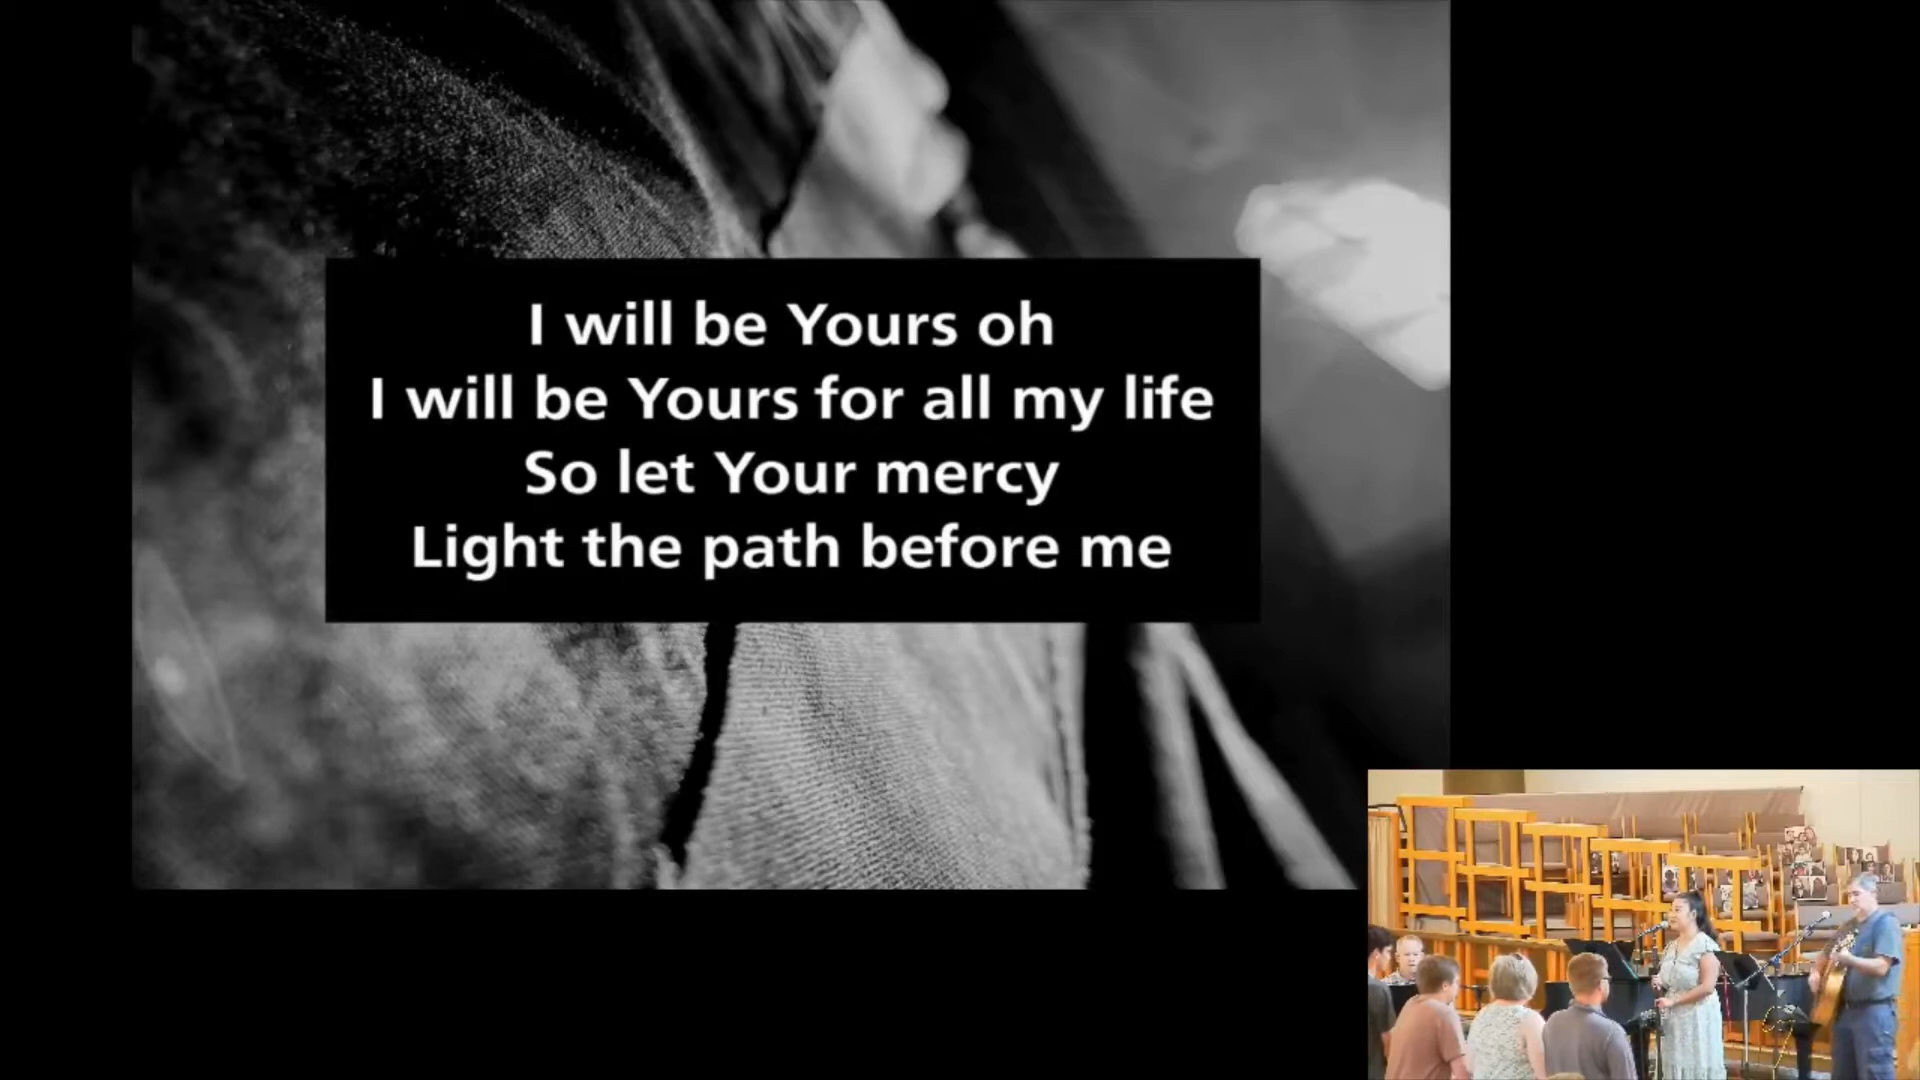 I will be Yours oh
I will be Yours for all my life
So let Your mercy
Light the path before me